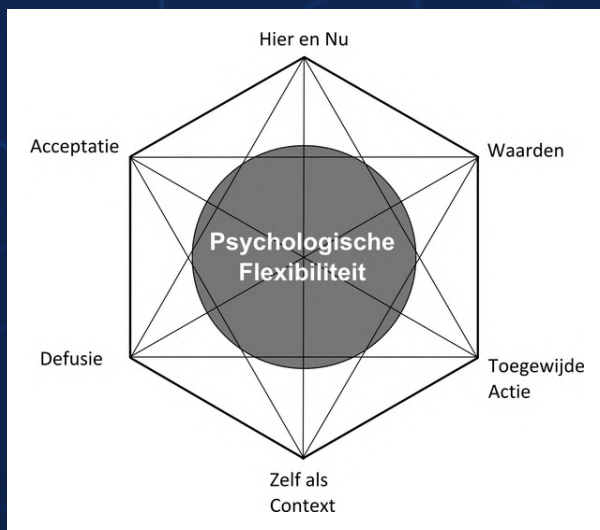 Hier en Nu
Acceptatie
Waarden
Psychologische
Flexibiliteit
Defusie
Toegewijde
Actie
Zelf als
Context